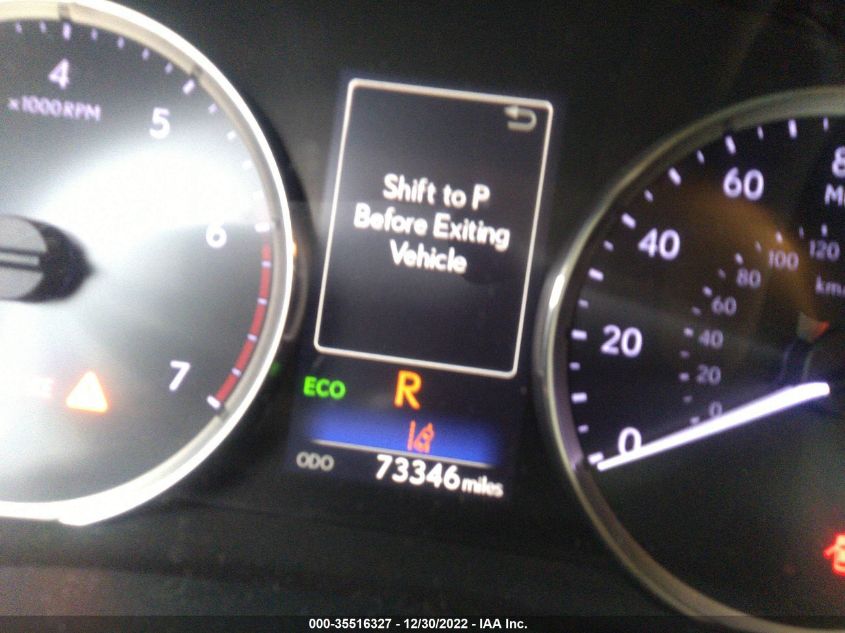 4
x1000RPM
5
6
7
Shift to P
Before Exiting
Vehicle
ECO
R
ODO
73346 miles
60
40
20
0
120
100
80
60
40
20
0
000-35516327 - 12/30/2022 - IAA Inc.